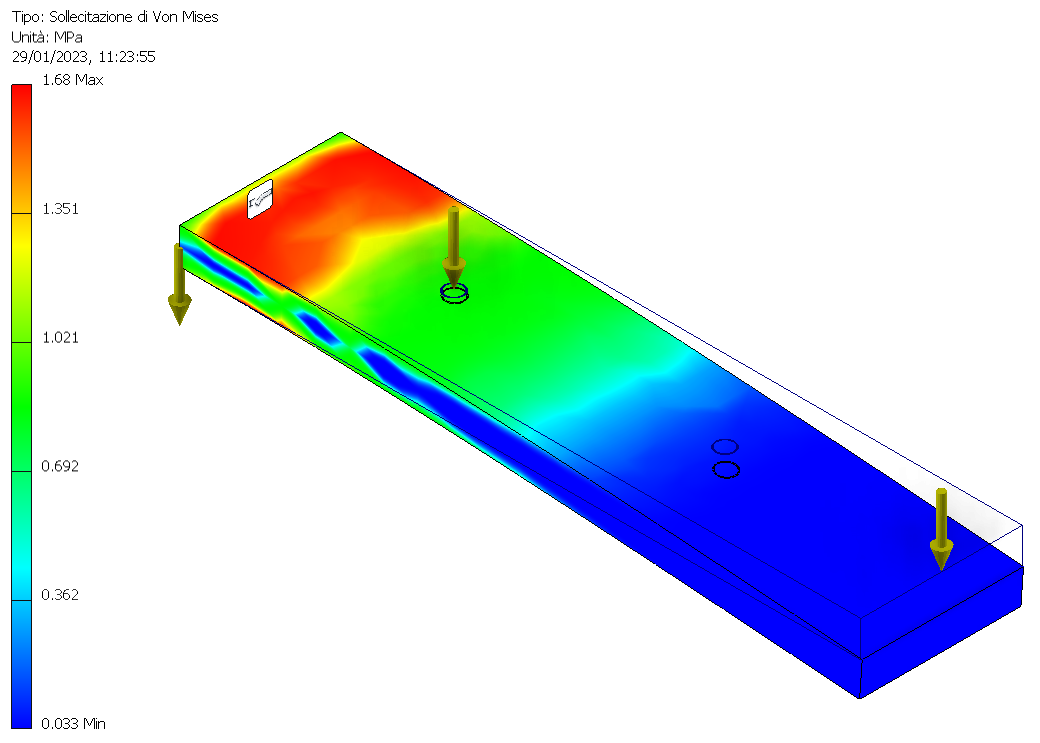 Tipo: Sollecitazione di Von Mises
Unità: MPa
29/01/2023, 11:23:55
1.68 Max
1.351
1.021
0.692
0.362
0.033 Min